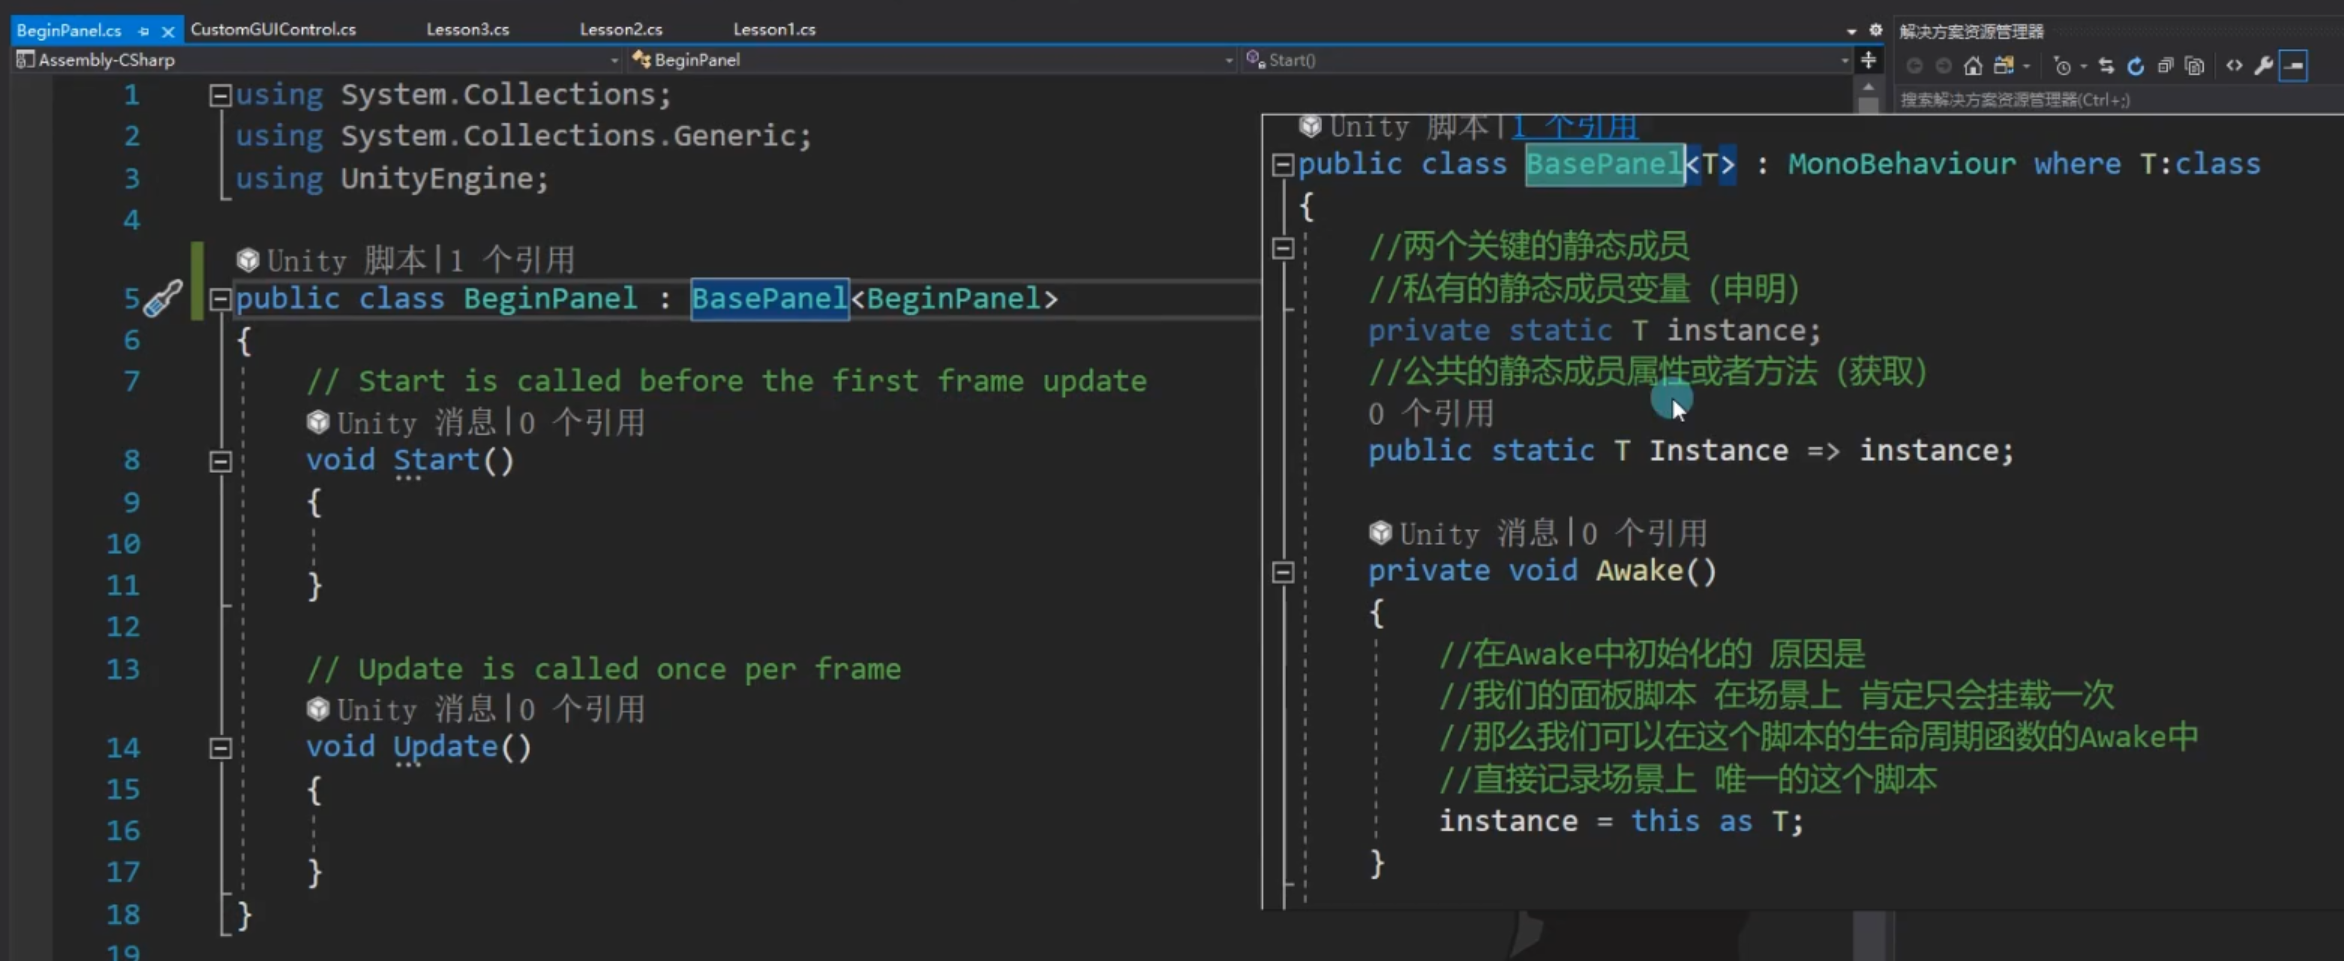 BeginPanel.cs
CustomGUIControl.cs
Lesson3.cs
Lesson2.cs
Lesson1.cs
解决方案资源管理器
Assembly-CSharp
BeginPanel
Start()
搜索解决方案资源管理器(Ctrl+;)
1 using System.Collections;
2 using System.Collections.Generic;
3 using UnityEngine;
4
Unity 脚本|1 个引用
5 public class BeginPanel : BasePanel<BeginPanel>
6 {
7 // Start is called before the first frame update
Unity 消息|0 个引用
8 void Start()
9 {
10
11 }
12
13 // Update is called once per frame
Unity 消息|0 个引用
14 void Update()
15 {
16
17 }
18 }
19
Unity 脚本|1 个引用
public class BasePanel<T> : MonoBehaviour where T:class
{
//两个关键的静态成员
//私有的静态成员变量（申明）
private static T instance;
//公共的静态成员属性或者方法（获取）
0 个引用
public static T Instance => instance;
Unity 消息|0 个引用
private void Awake()
{
//在Awake中初始化的 原因是
//我们的面板脚本 在场景上 肯定只会挂载一次
//那么我们可以在这个脚本的生命周期函数的Awake中
//直接记录场景上 唯一的这个脚本
instance = this as T;
}